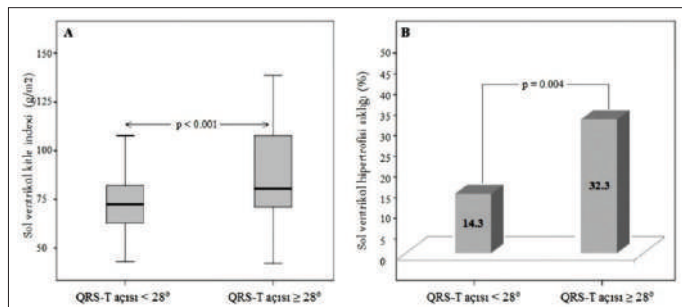 A
Sol ventrikül kitle indexi (g/m2)
150
125
100
75
50
p < 0.001
QRS-T açısı < 28°
QRS-T açısı ≥ 28°
B
Sol ventrikül hipertrofisi sıklığı (%)
50
45
40
35
30
25
20
15
10
5
0
p = 0.004
14.3
32.3
QRS-T açısı < 28°
QRS-T açısı ≥ 28°